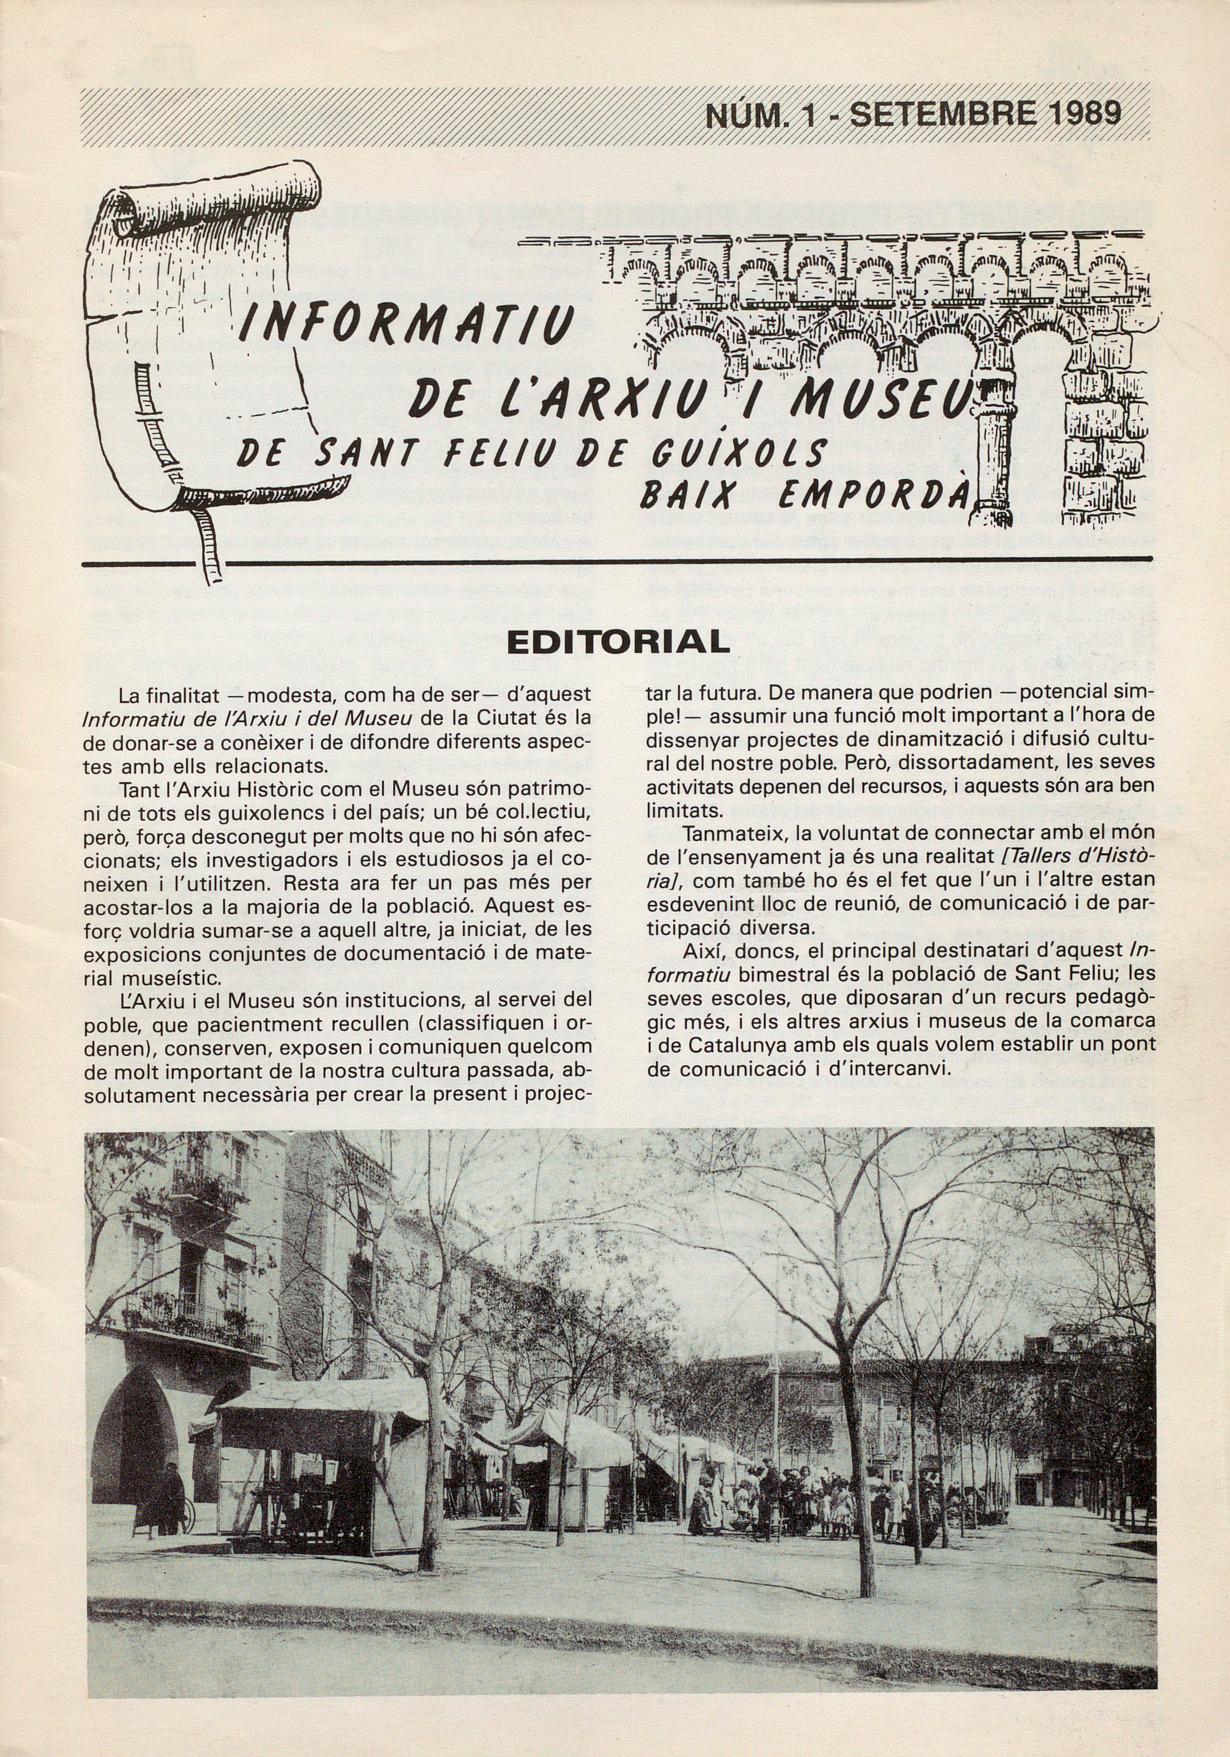 NÚM. 1 - SETEMBRE 1989
INFORMATIU
DE L'ARXIU I MUSEU
DE SANT FELIU DE GUÍXOLS
BAIX EMPORDÀ
EDITORIAL
La finalitat —modesta, com ha de ser— d'aquest
Informatiu de l'Arxiu i del Museu de la Ciutat és la
de donar-se a conèixer i de difondre diferents aspec-
tes amb ells relacionats.
Tant l'Arxiu Històric com el Museu són patrimo-
ni de tots els guixolencs i del país; un bé col.lectiu,
però, força desconegut per molts que no hi són afec-
cionats; els investigadors i els estudiosos ja el co-
neixen i l'utilitzen. Resta ara fer un pas més per
acostar-los a la majoria de la població. Aquest es-
forç voldria sumar-se a aquell altre, ja iniciat, de les
exposicions conjuntes de documentació i de mate-
rial museístic.
L'Arxiu i el Museu són institucions, al servei del
poble, que pacientment recullen (classifiquen i or-
denen), conserven, exposen i comuniquen quelcom
de molt important de la nostra cultura passada, ab-
solutament necessària per crear la present i projec-
tar la futura. De manera que podrien —potencial sim-
ple!— assumir una funció molt important a l'hora de
dissenyar projectes de dinamització i difusió cultu-
ral del nostre poble. Però, dissortadament, les seves
activitats depenen del recursos, i aquests són ara ben
limitats.
Tanmateix, la voluntat de connectar amb el món
de l'ensenyament ja és una realitat [Tallers d'Histò-
ria], com també ho és el fet que l'un i l'altre estan
esdevenint lloc de reunió, de comunicació i de par-
ticipació diversa.
Així, doncs, el principal destinatari d'aquest In-
formatiu bimestral és la població de Sant Feliu; les
seves escoles, que diposaran d'un recurs pedagò-
gic més, i els altres arxius i museus de la comarca
i de Catalunya amb els quals volem establir un pont
de comunicació i d'intercanvi.